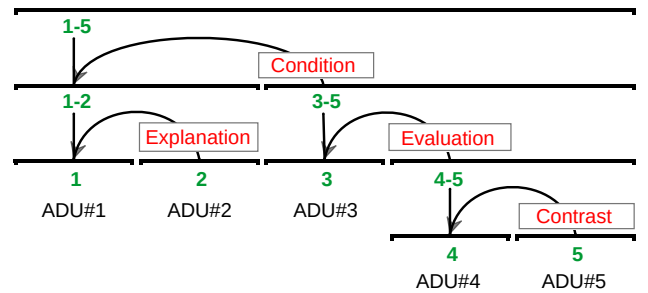 1-5
Condition
1-2 3-5
Explanation Evaluation
1 2 3 4-5
ADU#1 ADU#2 ADU#3
Contrast
4 5
ADU#4 ADU#5